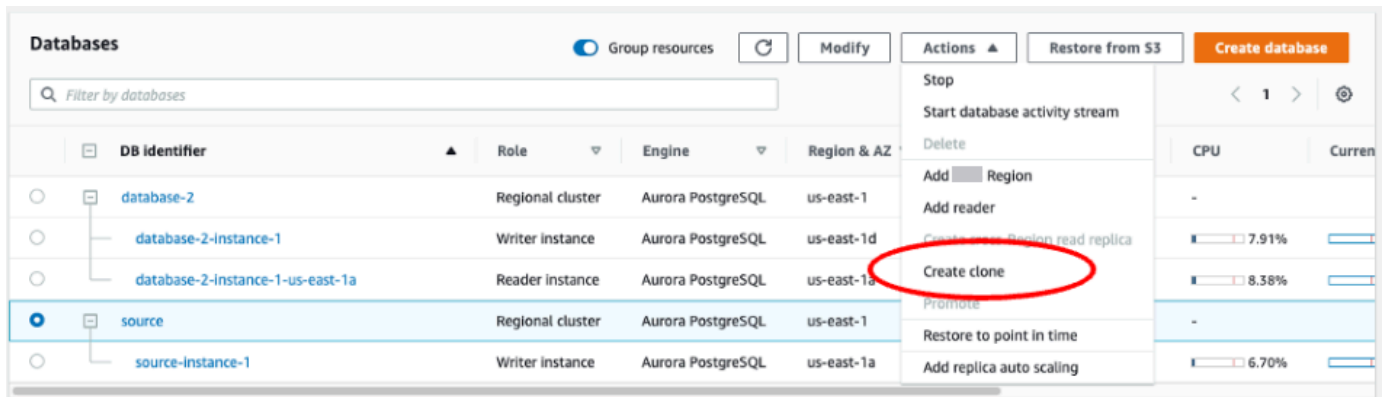 Databases
Group resources
Modify
Actions
Restore from S3
Create database
Filter by databases
1
Stop
Start database activity stream
Delete
Add Region
Add reader
Create cross-Region read replica
Create clone
Promote
Restore to point in time
Add replica auto scaling
DB identifier Role Engine Region & AZ CPU Curren
database-2 Regional cluster Aurora PostgreSQL us-east-1 -
database-2-instance-1 Writer instance Aurora PostgreSQL us-east-1d 7.91%
database-2-instance-1-us-east-1a Reader instance Aurora PostgreSQL us-east-1a 8.38%
source Regional cluster Aurora PostgreSQL us-east-1 -
source-instance-1 Writer instance Aurora PostgreSQL us-east-1a 6.70%